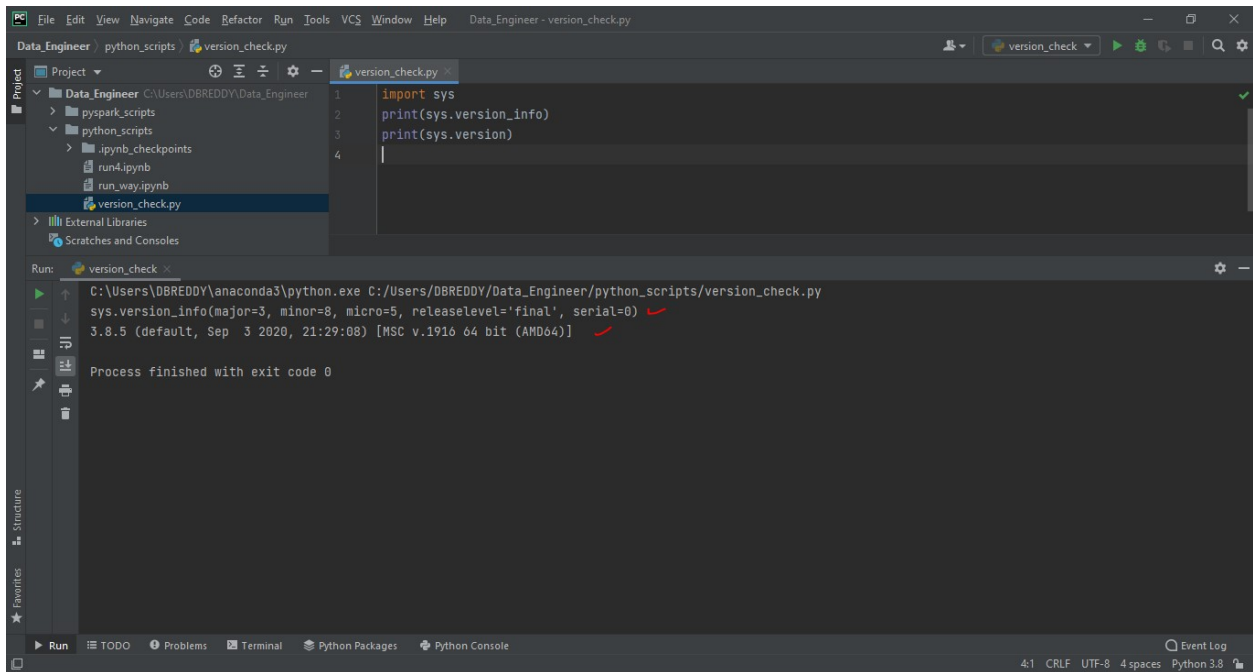 PC File Edit View Navigate Code Refactor Run Tools VCS Window Help Data_Engineer - version_check.py
Data_Engineer python_scripts version_check.py version_check
Project
Data_Engineer C:\Users\DBREDDY\Data_Engineer
pyspark_scripts
python_scripts
.ipynb_checkpoints
run4.ipynb
run_way.ipynb
version_check.py
External Libraries
Scratches and Consoles
version_check.py
1 import sys
2 print(sys.version_info)
3 print(sys.version)
4
Run: version_check
C:\Users\DBREDDY\anaconda3\python.exe C:/Users/DBREDDY/Data_Engineer/python_scripts/version_check.py
sys.version_info(major=3, minor=8, micro=5, releaselevel='final', serial=0)
3.8.5 (default, Sep  3 2020, 21:29:08) [MSC v.1916 64 bit (AMD64)]
Process finished with exit code 0
Project
Structure
Favorites
Run TODO Problems Terminal Python Packages Python Console Event Log
4:1 CRLF UTF-8 4 spaces Python 3.8